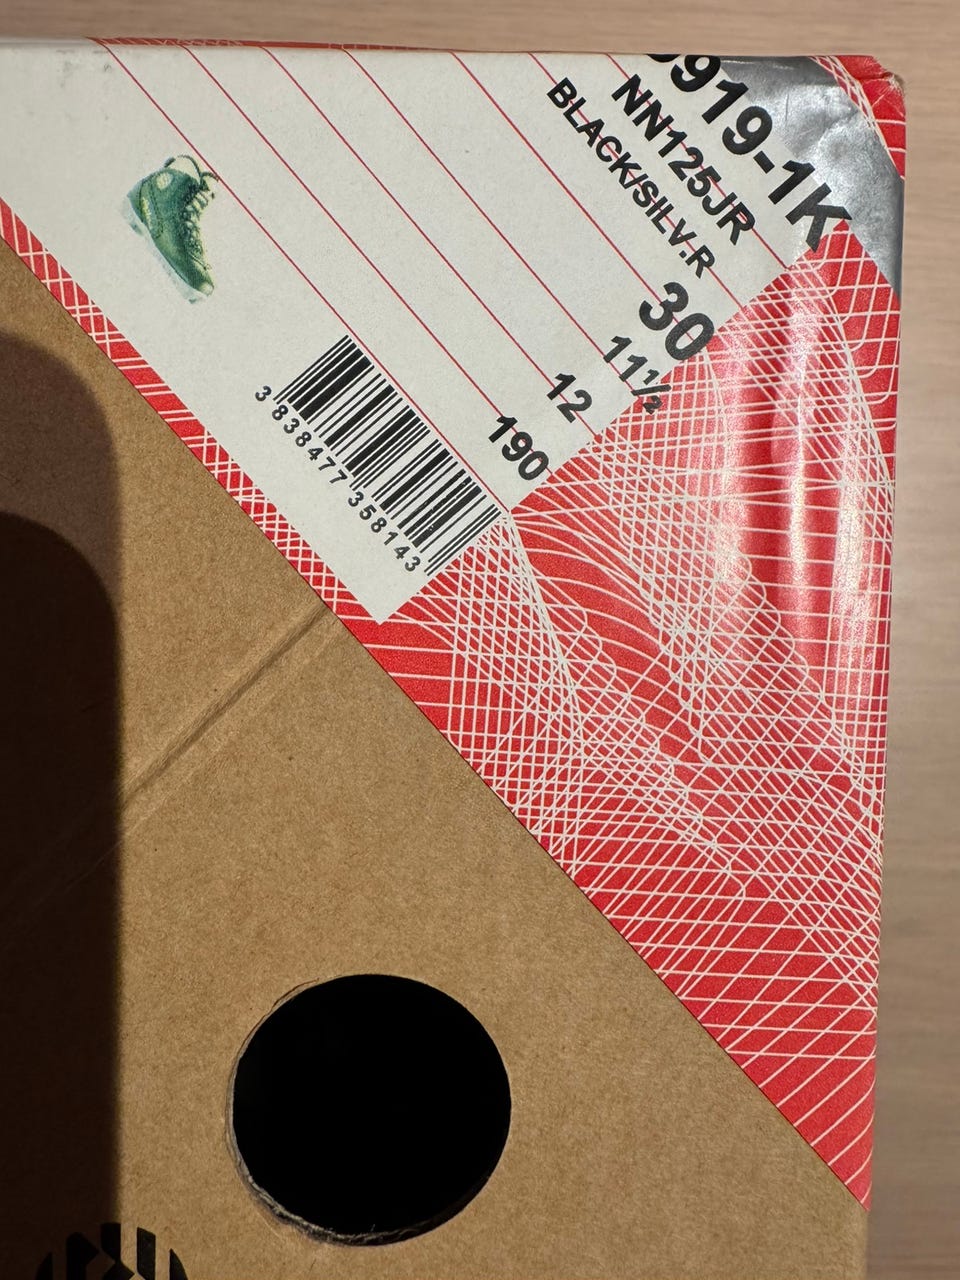 919-1K
NN125JR
BLACK/SILV.R
30
11½
12
190
3 838477 358143